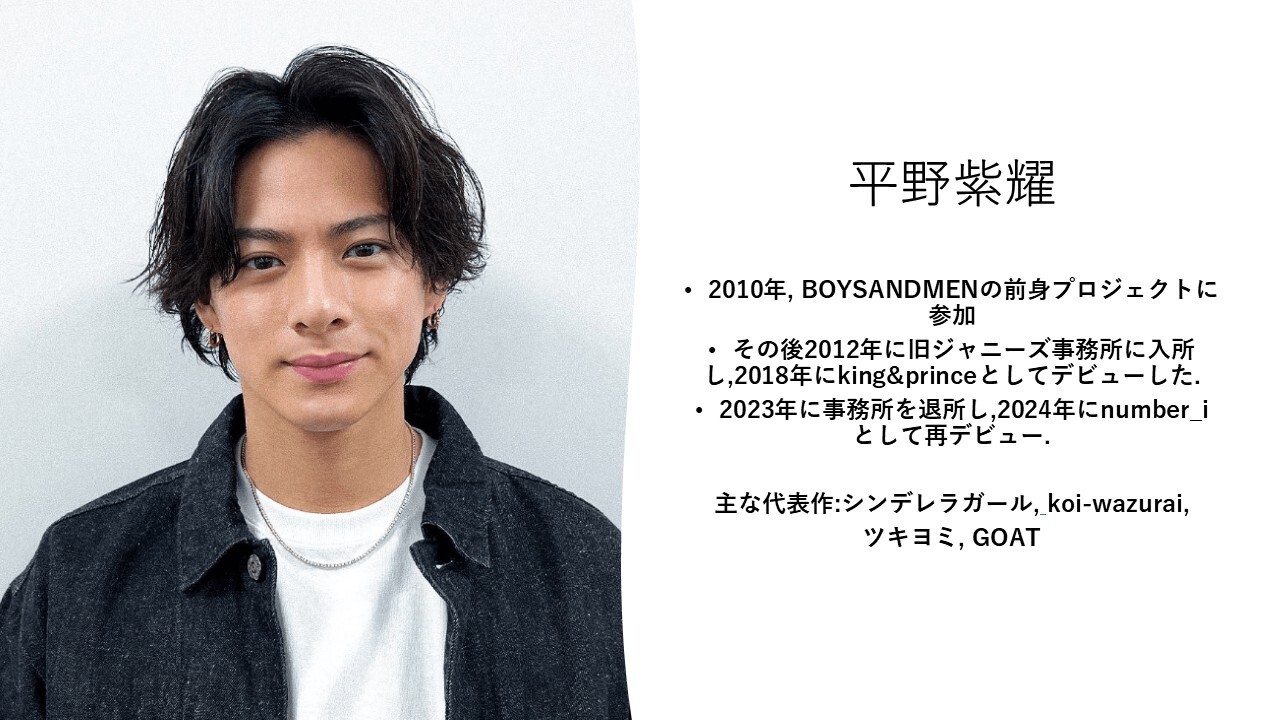 平野紫耀
• 2010年, BOYSANDMENの前身プロジェクトに
参加
• その後2012年に旧ジャニーズ事務所に入所
し,2018年にking&princeとしてデビューした.
• 2023年に事務所を退所し,2024年にnumber_i
として再デビュー.
主な代表作:シンデレラガール, koi-wazurai,
ツキヨミ, GOAT